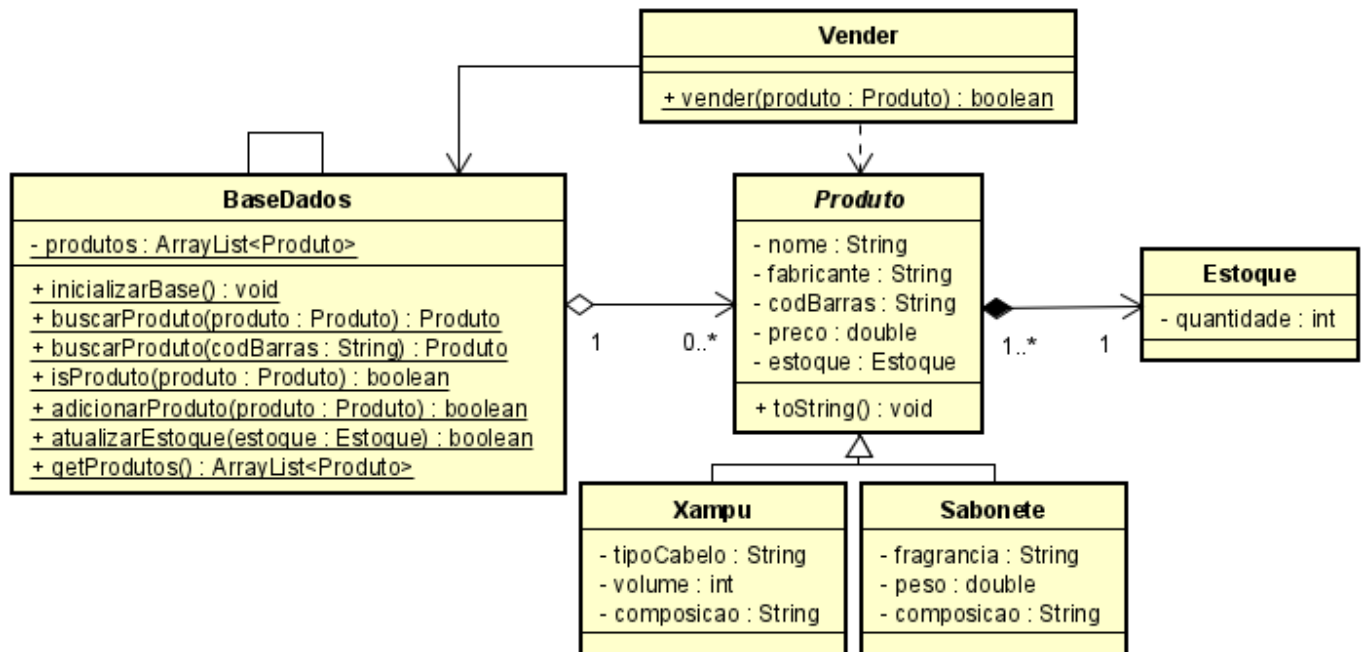 Vender
+ vender(produto : Produto) : boolean
BaseDados
- produtos : ArrayList<Produto>
+ inicializarBase() : void
+ buscarProduto(produto : Produto) : Produto
+ buscarProduto(codBarras : String) : Produto
+ isProduto(produto : Produto) : boolean
+ adicionarProduto(produto : Produto) : boolean
+ atualizarEstoque(estoque : Estoque) : boolean
+ getProdutos() : ArrayList<Produto>
1
0..*
Produto
- nome : String
- fabricante : String
- codBarras : String
- preco : double
- estoque : Estoque
+ toString() : void
1..*
1
Estoque
- quantidade : int
Xampu
- tipoCabelo : String
- volume : int
- composicao : String
Sabonete
- fragrancia : String
- peso : double
- composicao : String